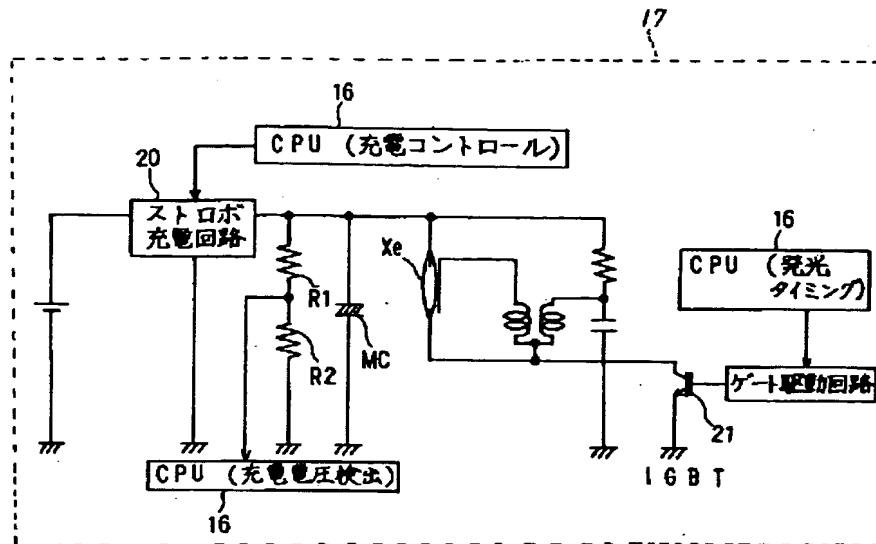 17
16
CPU (充電コントロール)
20
ストロボ
充電回路
Xe
16
CPU (発光
タイミング)
R1
R2
MC
ゲート駆動回路
21
IGBT
CPU (充電電圧検出)
16